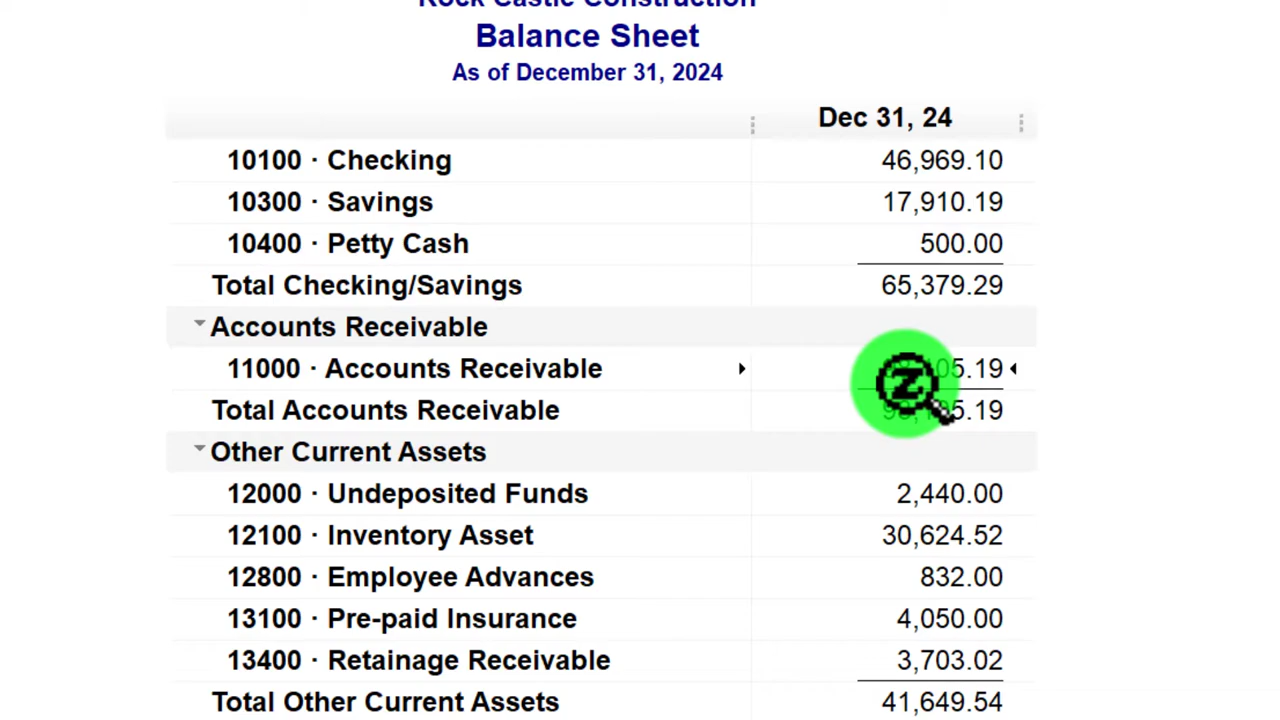 Rock Castle Construction
Balance Sheet
As of December 31, 2024
Dec 31, 24
10100 · Checking 46,969.10
10300 · Savings 17,910.19
10400 · Petty Cash 500.00
Total Checking/Savings 65,379.29
Accounts Receivable
11000 · Accounts Receivable
Total Accounts Receivable
Other Current Assets
12000 · Undeposited Funds 2,440.00
12100 · Inventory Asset 30,624.52
12800 · Employee Advances 832.00
13100 · Pre-paid Insurance 4,050.00
13400 · Retainage Receivable 3,703.02
Total Other Current Assets 41,649.54